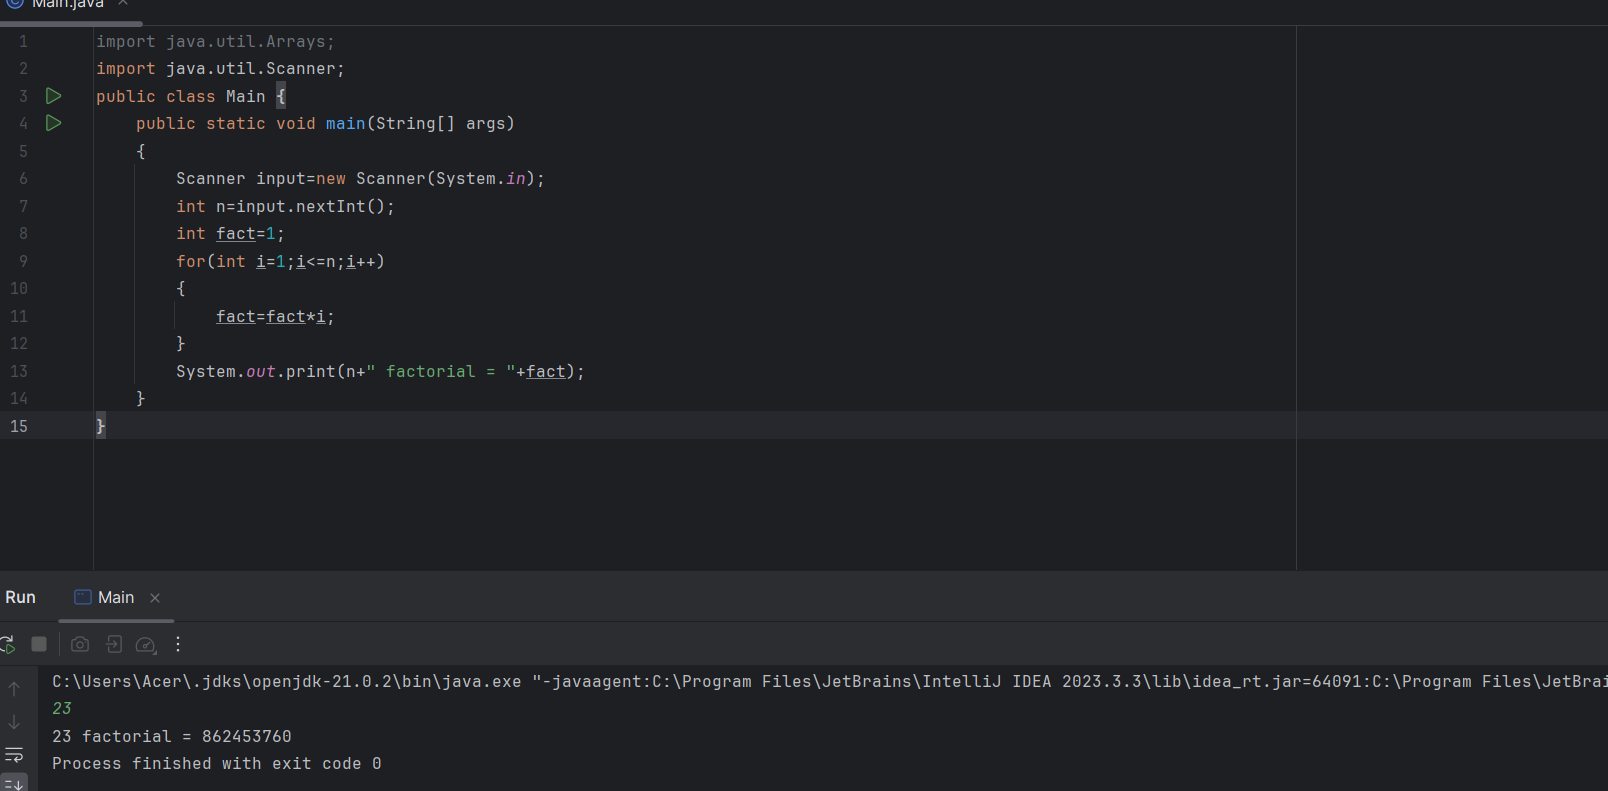 Main.java
1 import java.util.Arrays;
2 import java.util.Scanner;
3 public class Main {
4     public static void main(String[] args)
5     {
6         Scanner input=new Scanner(System.in);
7         int n=input.nextInt();
8         int fact=1;
9         for(int i=1;i<=n;i++)
10         {
11             fact=fact*i;
12         }
13         System.out.print(n+" factorial = "+fact);
14     }
15 }
Run Main
C:\Users\Acer\.jdks\openjdk-21.0.2\bin\java.exe "-javaagent:C:\Program Files\JetBrains\IntelliJ IDEA 2023.3.3\lib\idea_rt.jar=64091:C:\Program Files\JetBrai
23
23 factorial = 862453760
Process finished with exit code 0